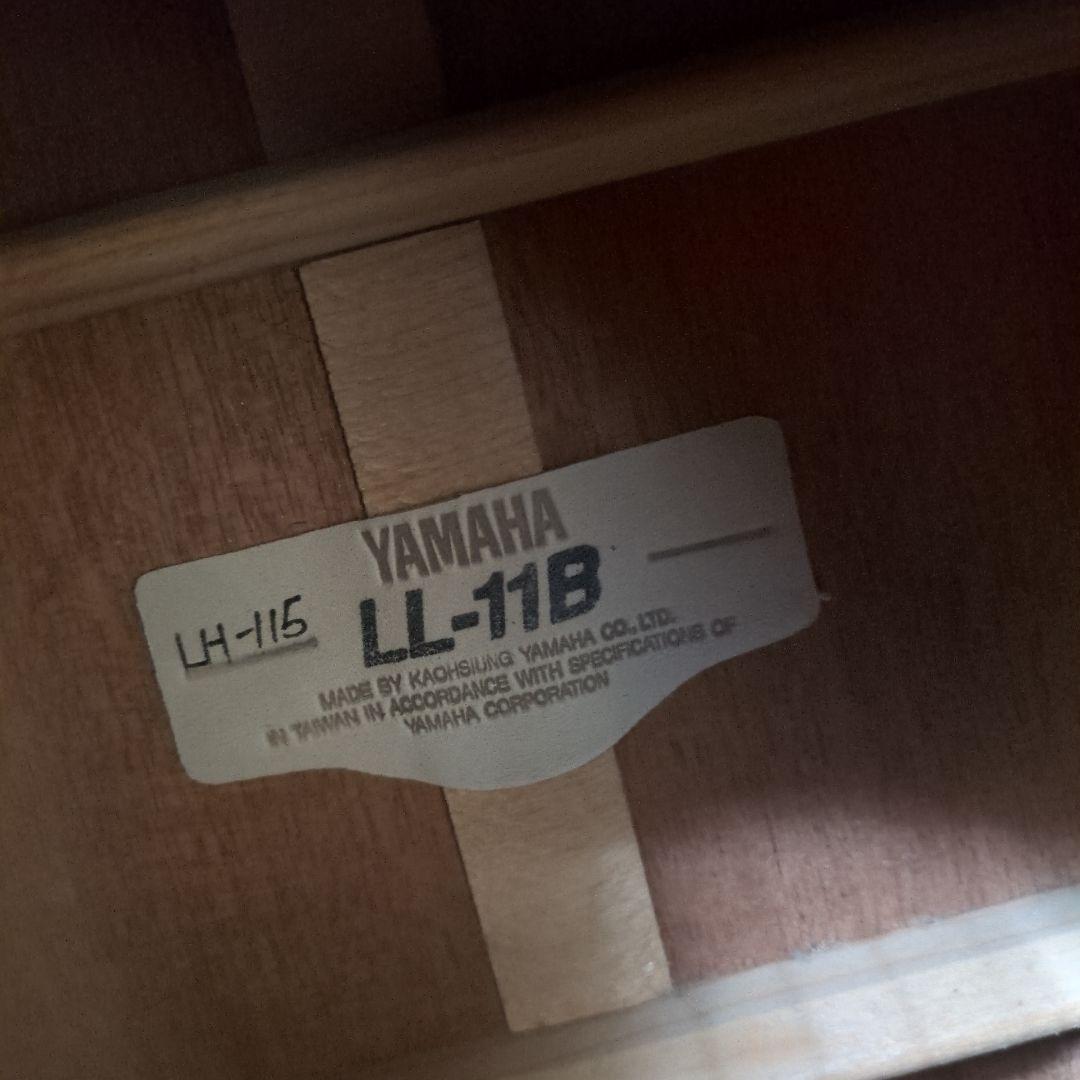 YAMAHA
LH-115
LL-11B
MADE BY KAOHSIUNG YAMAHA CO., LTD.
IN TAIWAN IN ACCORDANCE WITH SPECIFICATIONS OF
YAMAHA CORPORATION